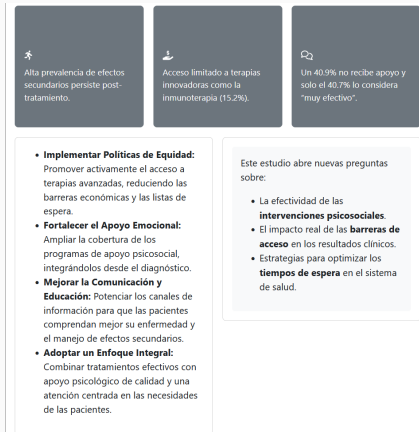 Alta prevalencia de efectos
secundarios persiste post-
tratamiento.
Acceso limitado a terapias
innovadoras como la
inmunoterapia (15.2%).
Un 40.9% no recibe apoyo y
solo el 40.7% lo considera
"muy efectivo".
• Implementar Políticas de Equidad:
Promover activamente el acceso a
terapias avanzadas, reduciendo las
barreras económicas y las listas de
espera.
• Fortalecer el Apoyo Emocional:
Ampliar la cobertura de los
programas de apoyo psicosocial,
integrándolos desde el diagnóstico.
• Mejorar la Comunicación y
Educación: Potenciar los canales de
información para que las pacientes
comprendan mejor su enfermedad y
el manejo de efectos secundarios.
• Adoptar un Enfoque Integral:
Combinar tratamientos efectivos con
apoyo psicológico de calidad y una
atención centrada en las necesidades
de las pacientes.
Este estudio abre nuevas preguntas
sobre:
• La efectividad de las
intervenciones psicosociales.
• El impacto real de las barreras de
acceso en los resultados clínicos.
• Estrategias para optimizar los
tiempos de espera en el sistema
de salud.